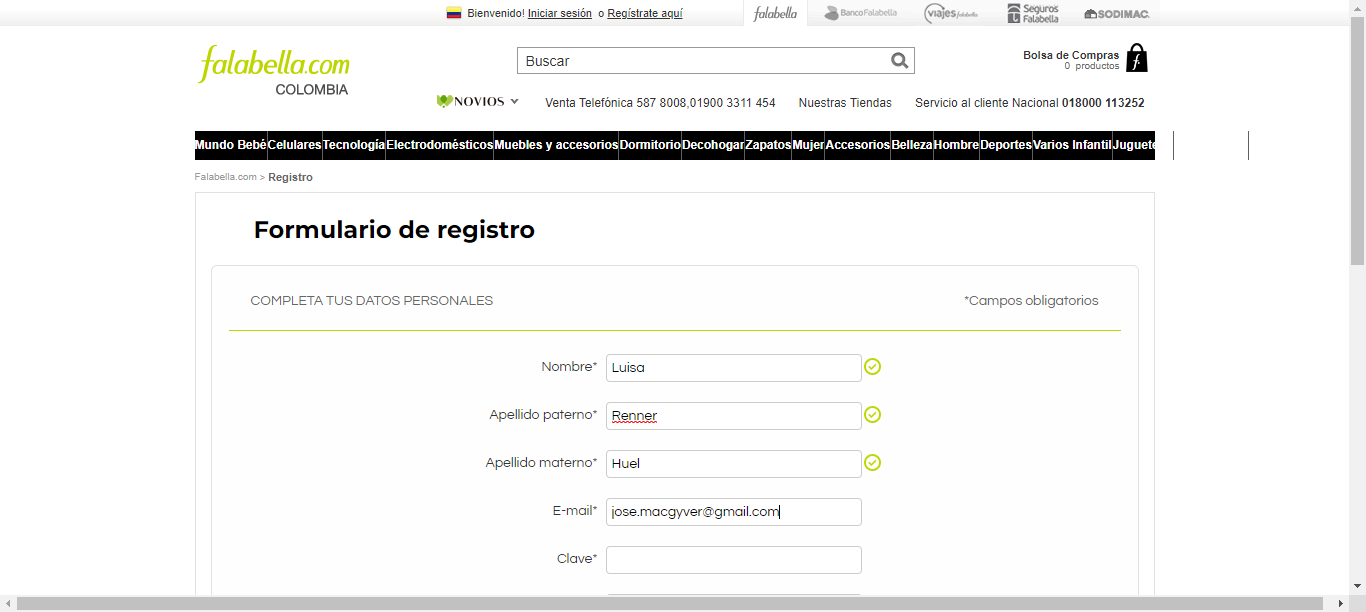 Bienvenido! Iniciar sesión o Regístrate aquí
falabella
BancoFalabella
viajes falabella
Seguros Falabella
SODIMAC
falabella.com
COLOMBIA
Buscar
Bolsa de Compras
0 productos
NOVIOS
Venta Telefónica 587 8008,01900 3311 454
Nuestras Tiendas
Servicio al cliente Nacional 018000 113252
Mundo Bebé Celulares Tecnología Electrodomésticos Muebles y accesorios Dormitorio Decohogar Zapatos Mujer Accesorios Belleza Hombre Deportes Varios Infantil Juguete
Falabella.com > Registro
Formulario de registro
COMPLETA TUS DATOS PERSONALES
*Campos obligatorios
Nombre* Luisa
Apellido paterno* Renner
Apellido materno* Huel
E-mail* jose.macgyver@gmail.com
Clave*